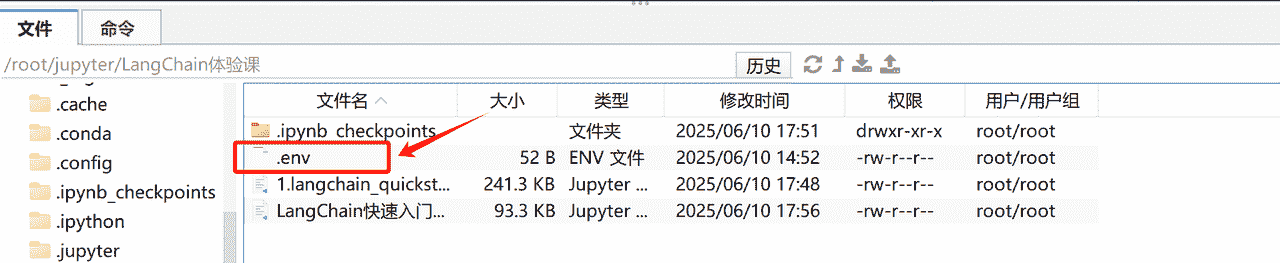 文件 命令
/root/jupyter/LangChain体验课 历史
文件名 大小 类型 修改时间 权限 用户/用户组
.cache
.conda
.config
.ipynb_checkpoints
.ipython
.jupyter
.ipynb_checkpoints 文件夹 2025/06/10 17:51 drwxr-xr-x root/root
.env 52 B ENV 文件 2025/06/10 14:52 -rw-r--r-- root/root
1.langchain_quickst... 241.3 KB Jupyter ... 2025/06/10 17:48 -rw-r--r-- root/root
LangChain快速入门... 93.3 KB Jupyter ... 2025/06/10 17:56 -rw-r--r-- root/root